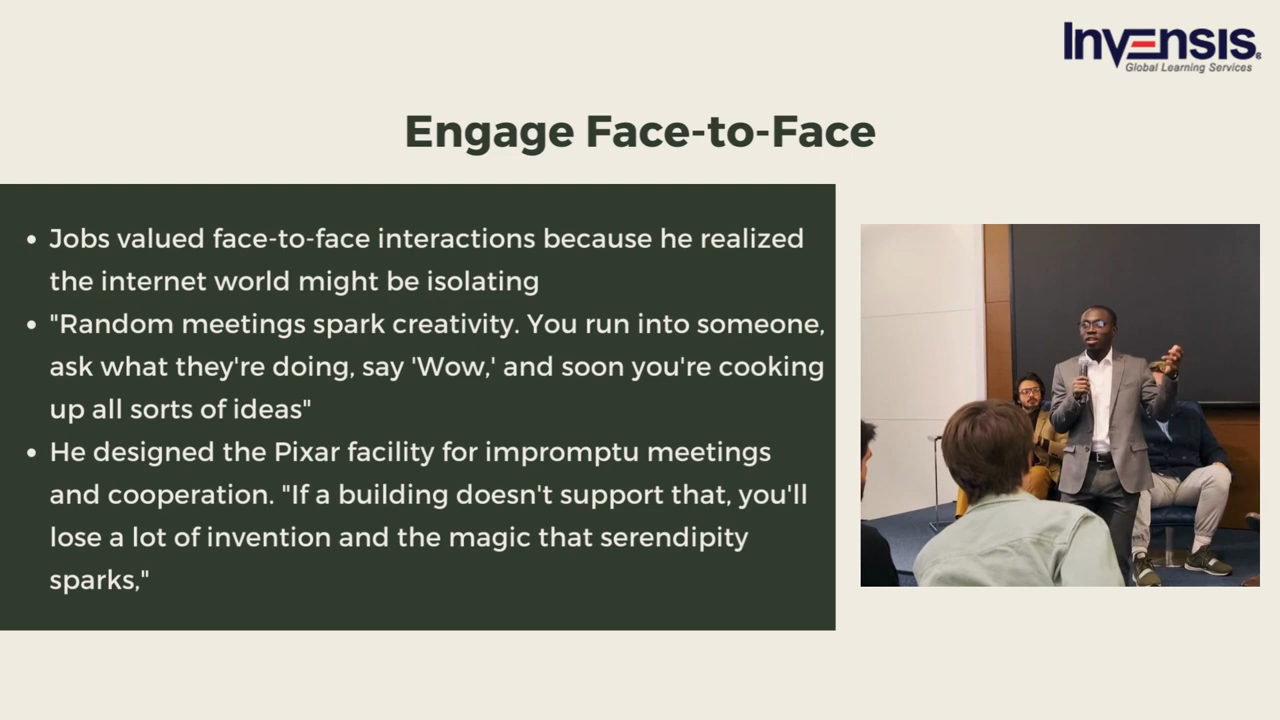 Invensis
Global Learning Services
Engage Face-to-Face
• Jobs valued face-to-face interactions because he realized
the internet world might be isolating
• "Random meetings spark creativity. You run into someone,
ask what they're doing, say 'Wow,' and soon you're cooking
up all sorts of ideas"
• He designed the Pixar facility for impromptu meetings
and cooperation. "If a building doesn't support that, you'll
lose a lot of invention and the magic that serendipity
sparks,"